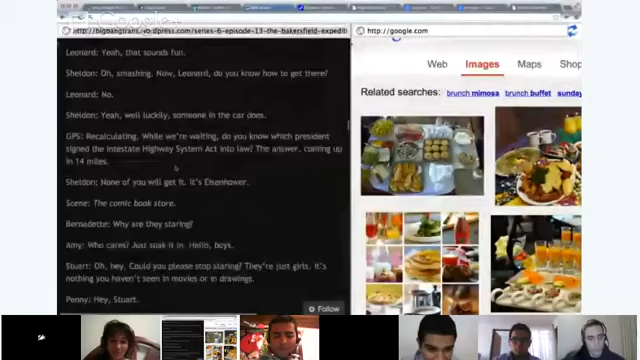 http://bigbangtrans.wordpress.com/series-6-episode-13-the-bakersfield-expedit
http://google.com
Leonard: Yeah, that sounds fun.
Sheldon: Oh, smashing. Now, Leonard, do you know how to get there?
Leonard: No.
Sheldon: Yeah, well luckily, someone in the car does.
GPS: Recalculating. While we're waiting, do you know which president
signed the Intestate Highway System Act into law? The answer, coming up
in 14 miles.
Sheldon: None of you will get it. It's Eisenhower.
Scene: The comic book store.
Bernadette: Why are they staring?
Amy: Who cares? Just soak it in. Hello, boys.
Stuart: Oh, hey. Could you please stop staring? They're just girls. It's
nothing you haven't seen in movies or in drawings.
Penny: Hey, Stuart.
Follow
Web Images Maps Shop
Related searches: brunch mimosa brunch buffet sunday